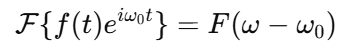 ℱ{f(t)e^{iω₀t}} = F(ω − ω₀)